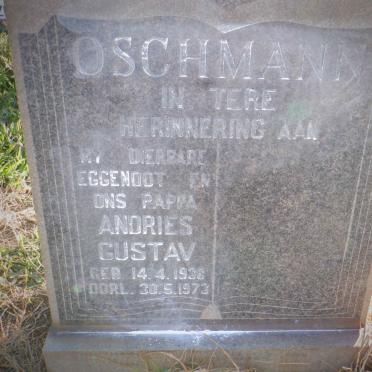 OSCHMANN
IN TERE
HERINNERING AAN
MY DIERBARE
EGGENOOT EN
ONS PAPPA
ANDRIES
GUSTAV
GEB. 14.4.1938
OORL. 30.5.1973